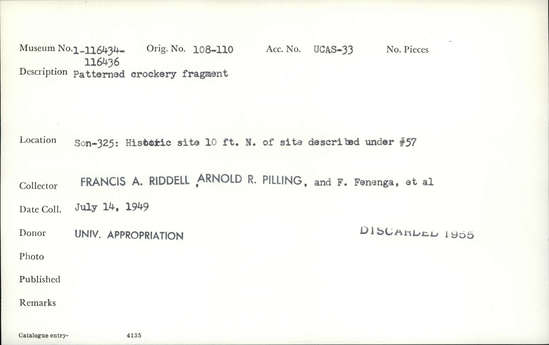 Museum No. 1-116434- Orig. No. 108-110 Acc. No. UCAS-33 No. Pieces
116436
Description Patterned crockery fragment
Location Son-325: Historic site 10 ft. N. of site described under #57
Collector FRANCIS A. RIDDELL, ARNOLD R. PILLING, and F. Fenenga, et al
Date Coll. July 14, 1949
Donor UNIV. APPROPRIATION DISCARDED 1955
Photo
Published
Remarks
Catalogue entry- 4135